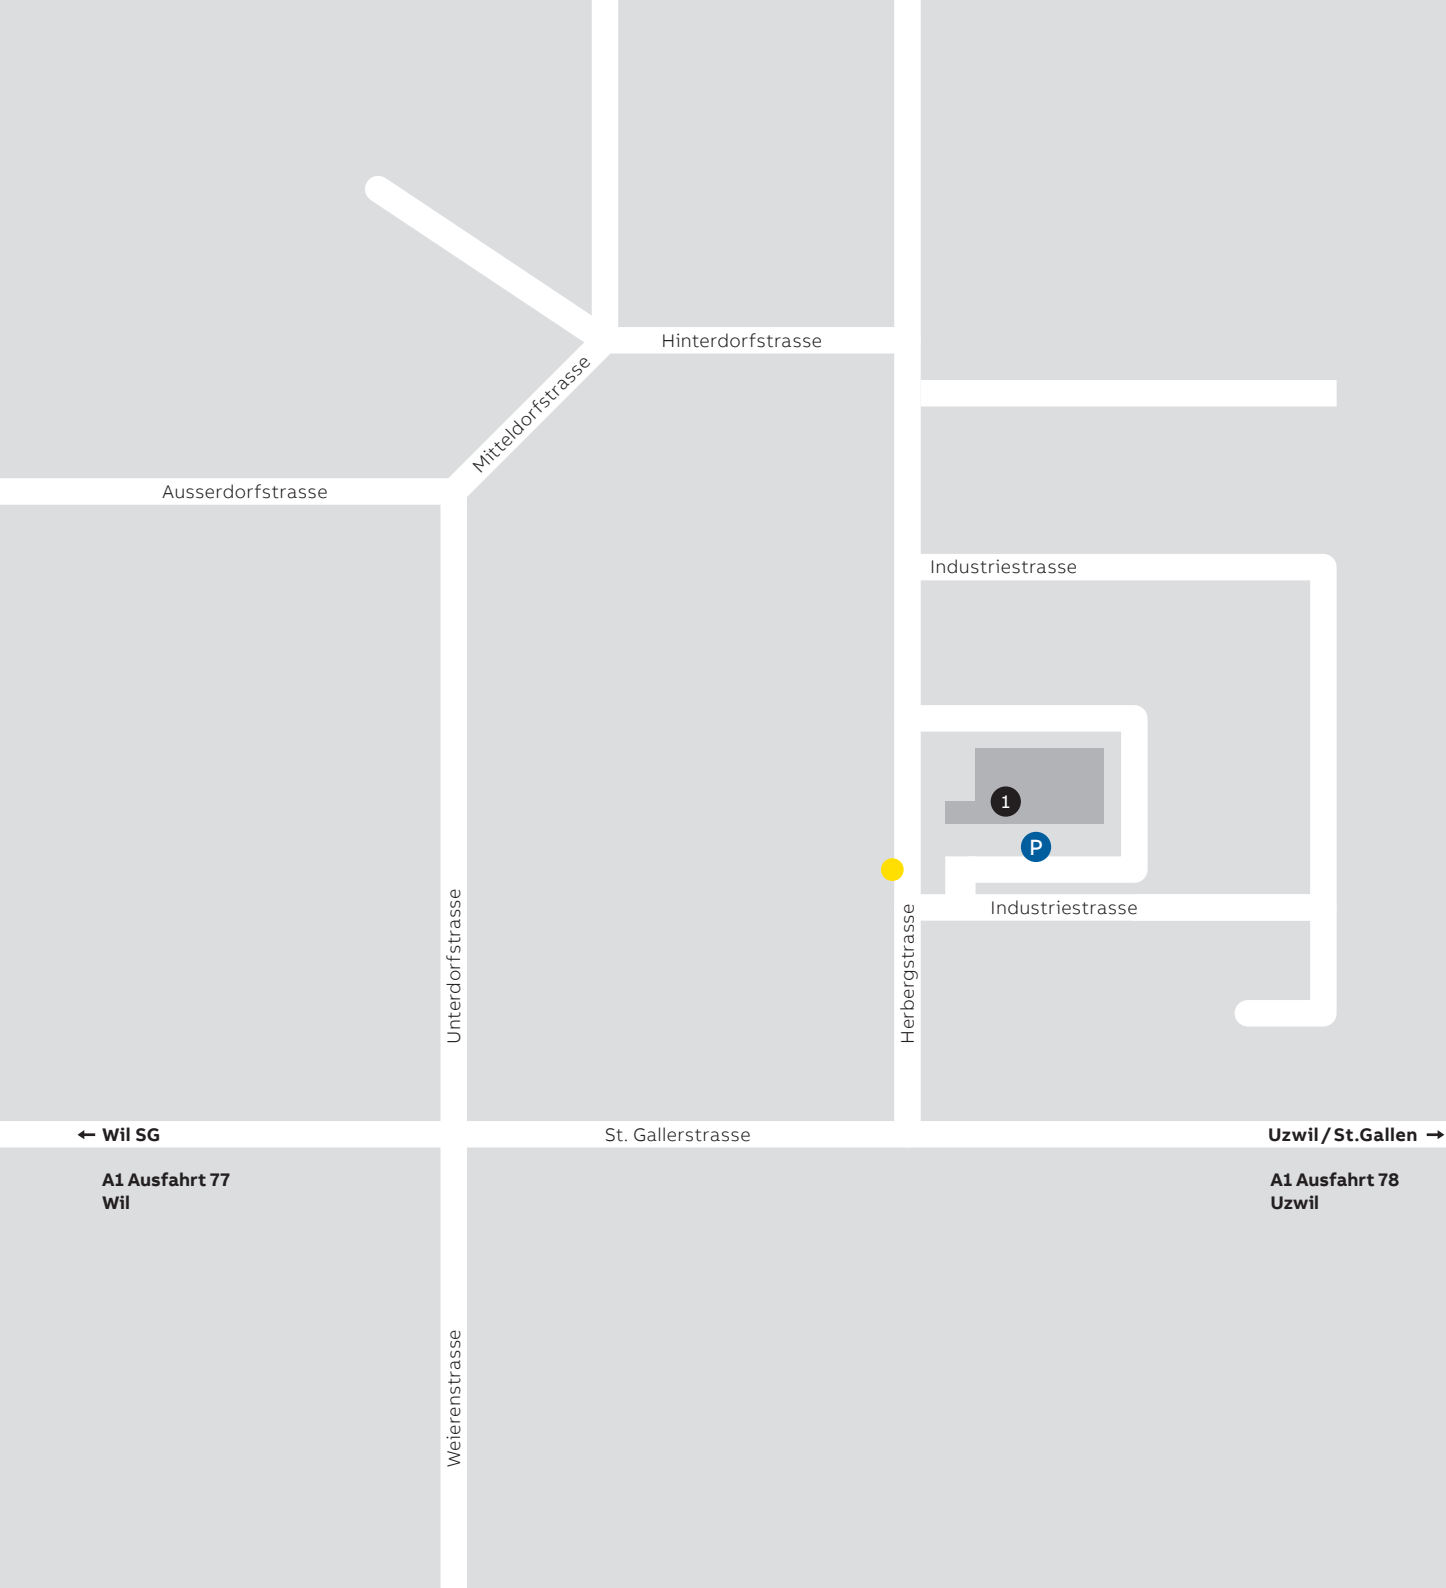 Hinterdorfstrasse
Mitteldorfstrasse
Ausserdorfstrasse
Industriestrasse
1
P
Unterdorfstrasse
Herbergstrasse
Industriestrasse
← Wil SG
St. Gallerstrasse
Uzwil / St.Gallen →
A1 Ausfahrt 77
Wil
A1 Ausfahrt 78
Uzwil
Weierenstrasse